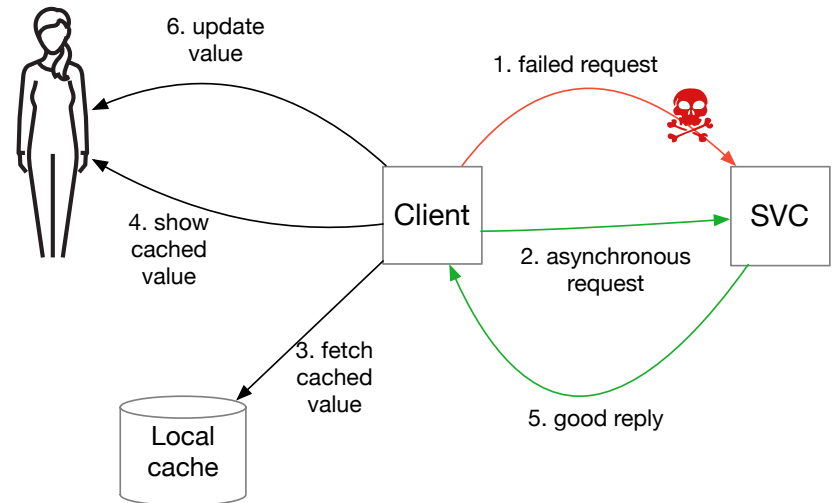 6. update
value
1. failed request
Client
SVC
4. show
cached
value
2. asynchronous
request
3. fetch
cached
value
5. good reply
Local
cache